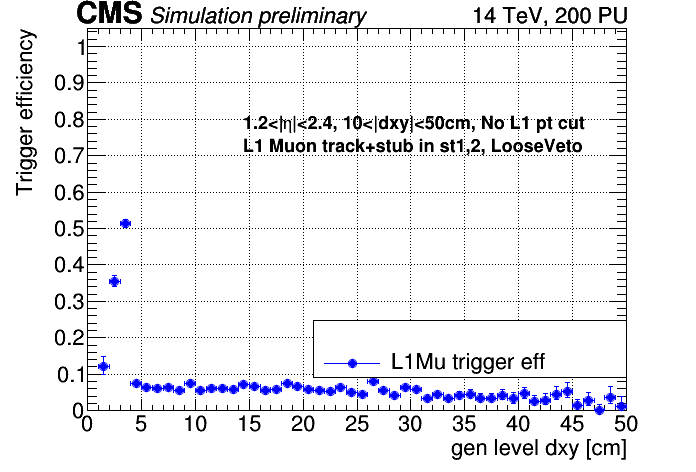 CMS Simulation preliminary 14 TeV, 200 PU
Trigger efficiency
1
0.9
0.8
0.7
0.6
0.5
0.4
0.3
0.2
0.1
0
1.2<|η|<2.4, 10<|dxy|<50cm, No L1 pt cut
L1 Muon track+stub in st1,2, LooseVeto
L1Mu trigger eff
0 5 10 15 20 25 30 35 40 45 50
gen level dxy [cm]